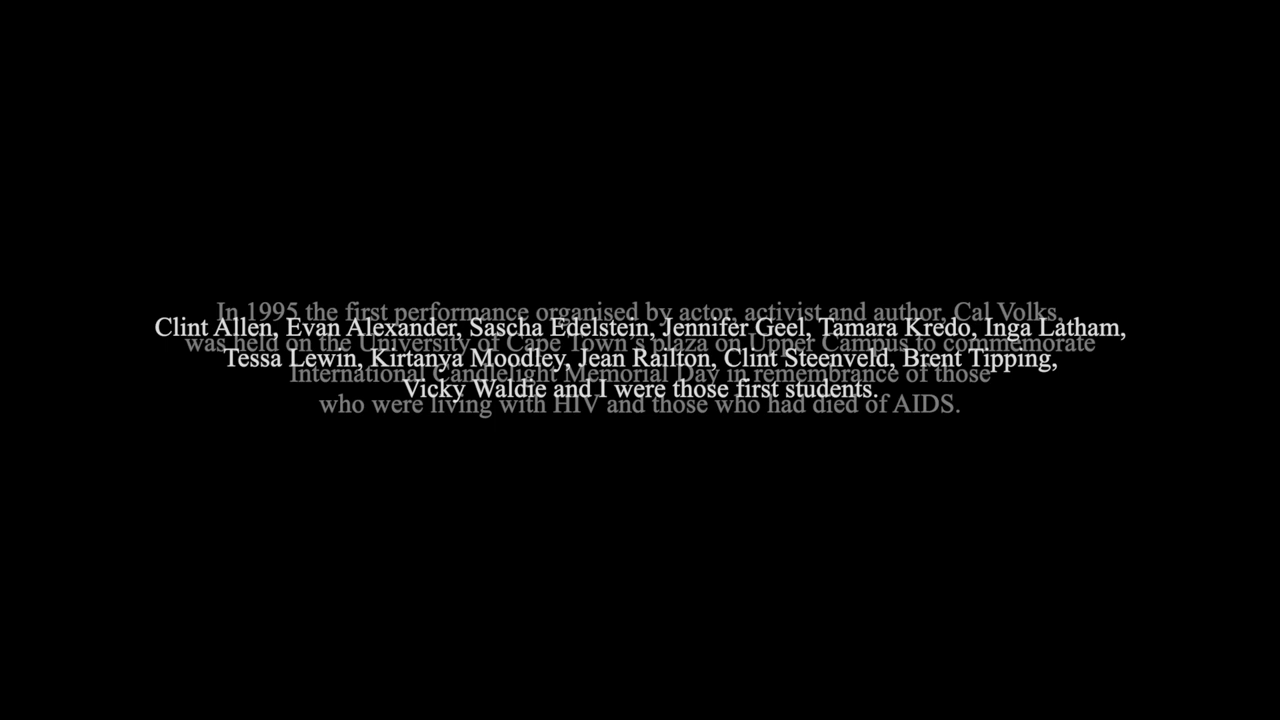 In 1995 the first performance organised by actor, activist and author, Cal Volks,
was held on the University of Cape Town's plaza on Upper Campus to commemorate
International Candlelight Memorial Day in remembrance of those
who were living with HIV and those who had died of AIDS.
Clint Allen, Evan Alexander, Sascha Edelstein, Jennifer Geel, Tamara Kredo, Inga Latham,
Tessa Lewin, Kirtanya Moodley, Jean Railton, Clint Steenveld, Brent Tipping,
Vicky Waldie and I were those first students.